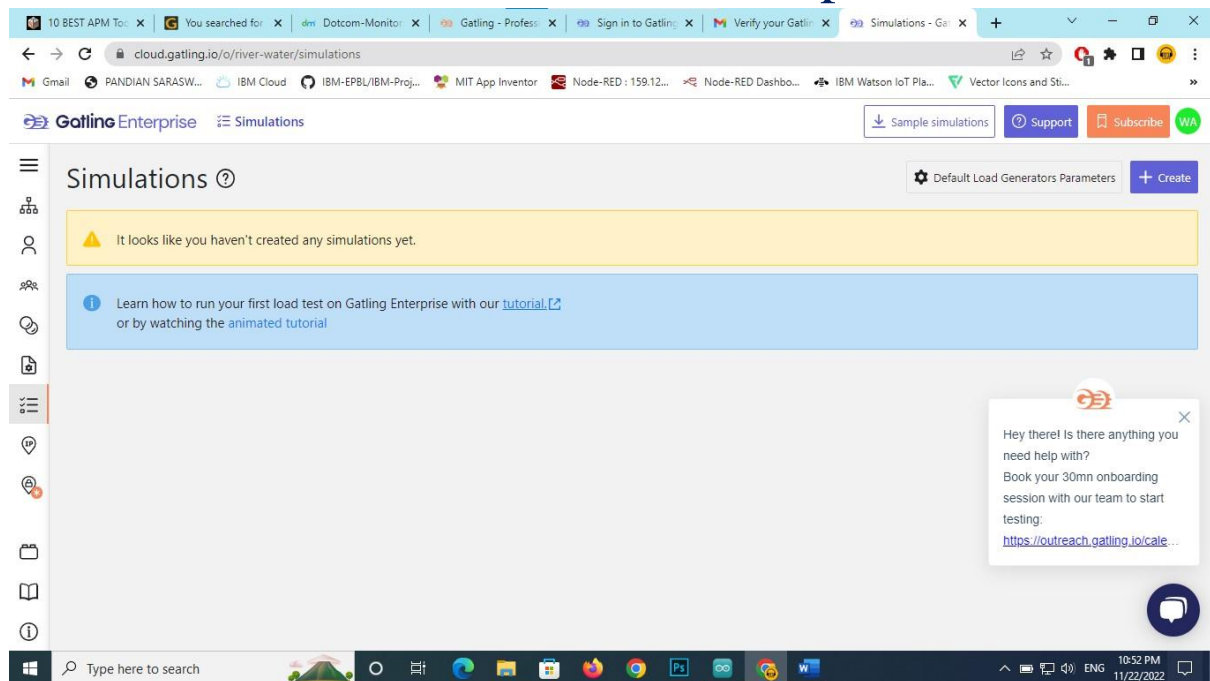 10 BEST APM Too
You searched for
dm Dotcom-Monitor
Gatling - Profess
Sign in to Gatling
Verify your Gatlin
Simulations - Gat
cloud.gatling.io/o/river-water/simulations
Gmail
PANDIAN SARASW...
IBM Cloud
IBM-EPBL/IBM-Proj...
MIT App Inventor
Node-RED : 159.12...
Node-RED Dashbo...
IBM Watson IoT Pla...
Vector Icons and Sti...
»
Gatling Enterprise
Simulations
Sample simulations
Support
Subscribe
WA
Simulations
Default Load Generators Parameters
+ Create
It looks like you haven't created any simulations yet.
Learn how to run your first load test on Gatling Enterprise with our tutorial.
or by watching the animated tutorial
IP
Hey there! Is there anything you
need help with?
Book your 30mn onboarding
session with our team to start
testing:
https://outreach.gatling.io/cale...
Type here to search
Ps
ENG
10:52 PM
11/22/2022